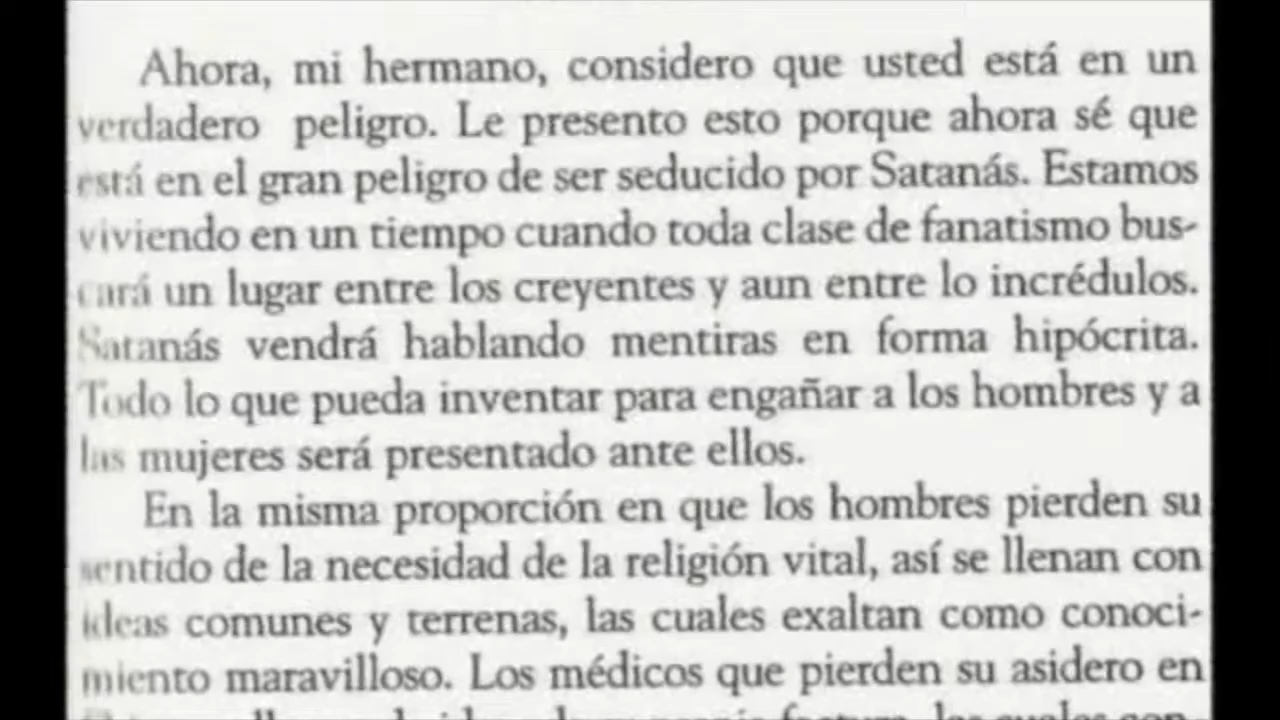 Ahora, mi hermano, considero que usted está en un
verdadero peligro. Le presento esto porque ahora sé que
está en el gran peligro de ser seducido por Satanás. Estamos
viviendo en un tiempo cuando toda clase de fanatismo bus-
cará un lugar entre los creyentes y aun entre lo incrédulos.
Satanás vendrá hablando mentiras en forma hipócrita.
Todo lo que pueda inventar para engañar a los hombres y a
las mujeres será presentado ante ellos.
En la misma proporción en que los hombres pierden su
sentido de la necesidad de la religión vital, así se llenan con
ideas comunes y terrenas, las cuales exaltan como conoci-
miento maravilloso. Los médicos que pierden su asidero en